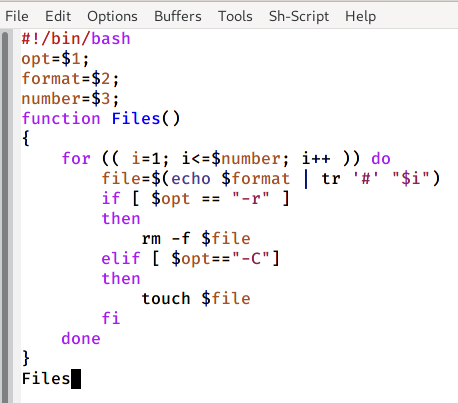 File Edit Options Buffers Tools Sh-Script Help
#!/bin/bash
opt=$1;
format=$2;
number=$3;
function Files()
{
    for (( i=1; i<=$number; i++ )) do
        file=$(echo $format | tr '#' "$i")
        if [ $opt == "-r" ]
        then
            rm -f $file
        elif [ $opt=="-C"]
        then
            touch $file
        fi
    done
}
Files